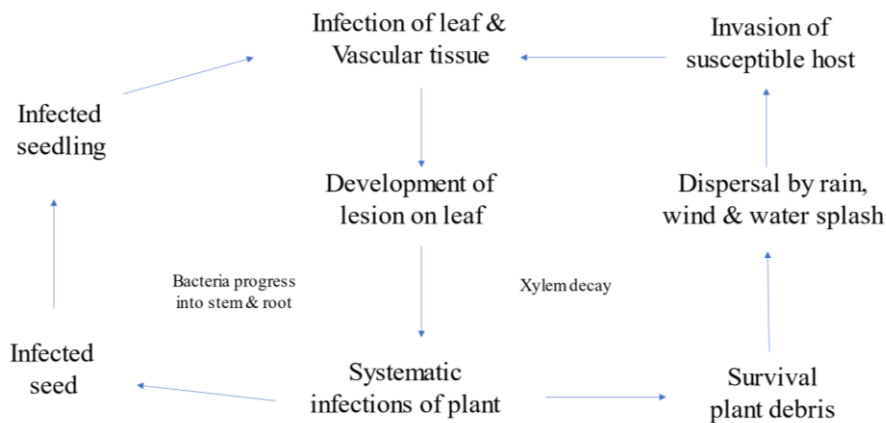 Infection of leaf &
Vascular tissue
Invasion of
susceptible host
Infected
seedling
Development of
lesion on leaf
Dispersal by rain,
wind & water splash
Bacteria progress
into stem & root
Xylem decay
Infected
seed
Systematic
infections of plant
Survival
plant debris